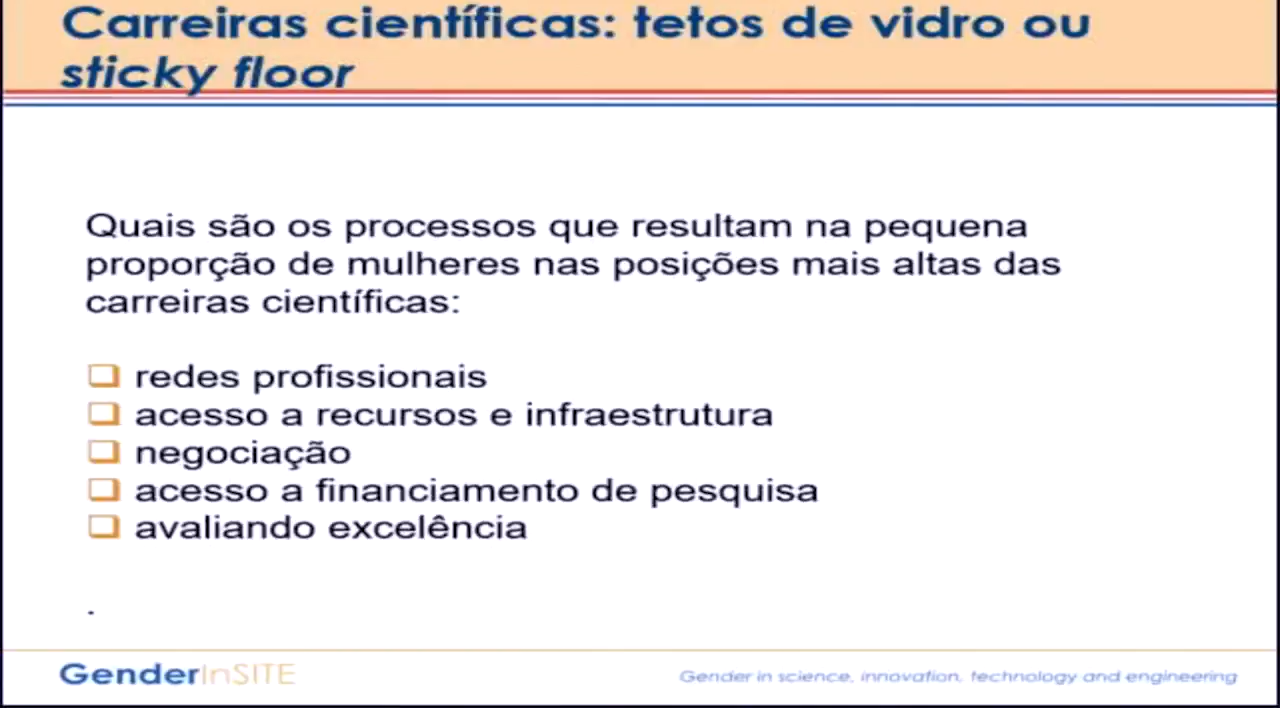 Carreiras científicas: tetos de vidro ou
sticky floor
Quais são os processos que resultam na pequena
proporção de mulheres nas posições mais altas das
carreiras científicas:
❑ redes profissionais
❑ acesso a recursos e infraestrutura
❑ negociação
❑ acesso a financiamento de pesquisa
❑ avaliando excelência
.
GenderInSITE
Gender in science, innovation, technology and engineering